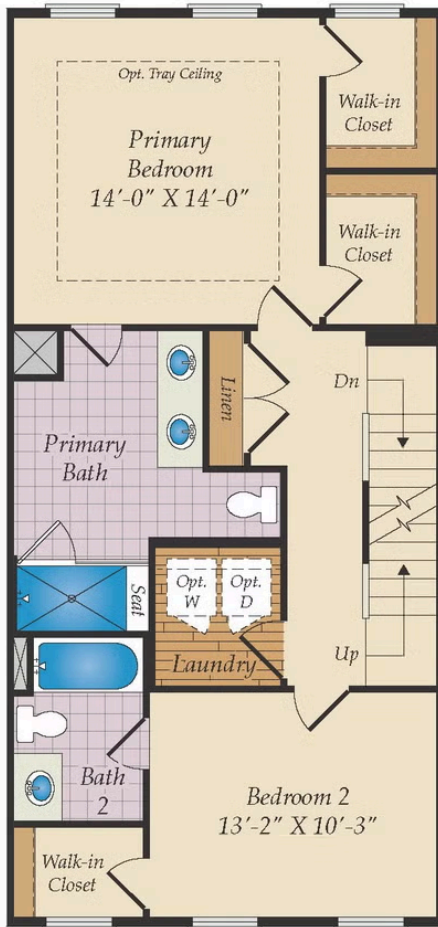 Opt. Tray Ceiling
Primary
Bedroom
14'-0" X 14'-0"
Walk-in
Closet
Walk-in
Closet
Linen
Dn
Primary
Bath
Opt.
W
Opt.
D
Seat
Laundry
Up
Bath
2
Bedroom 2
13'-2" X 10'-3"
Walk-in
Closet